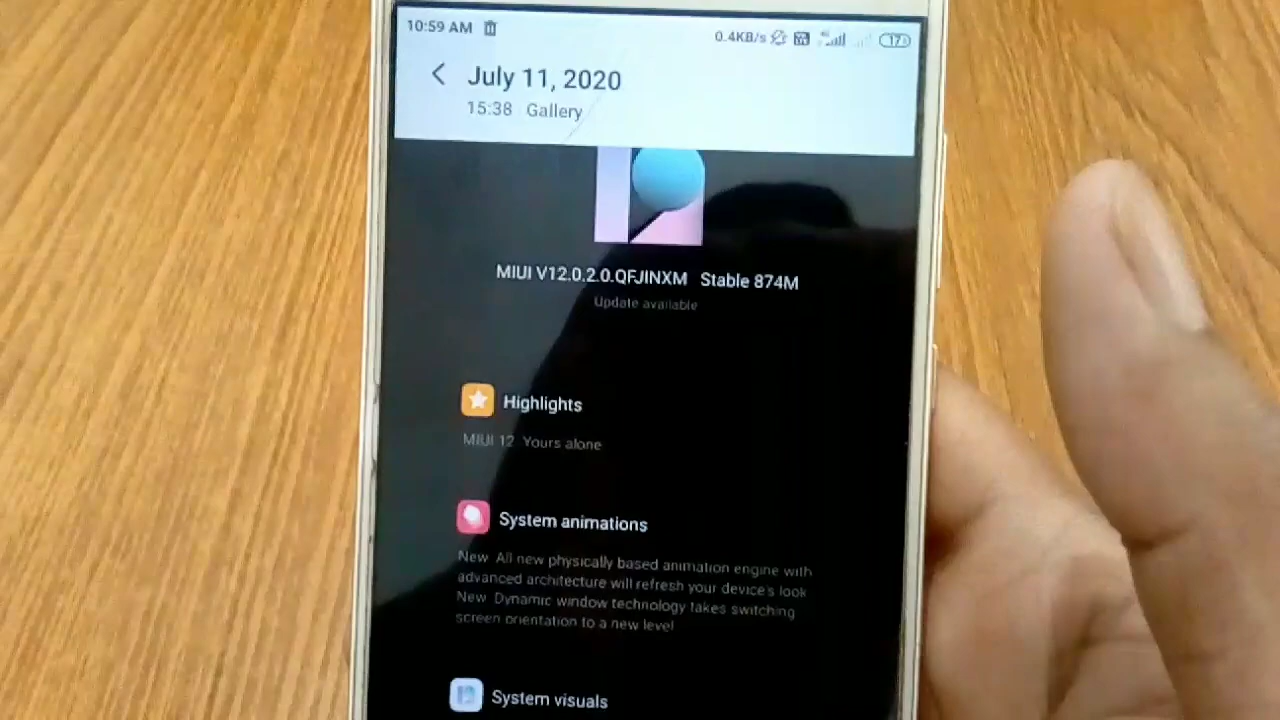 10:59 AM
0.4KB/s 17
July 11, 2020
15:38 Gallery
MIUI V12.0.2.0.QFJINXM Stable 874M
Update available
Highlights
MIUI 12. Yours alone
System animations
New: All new physically based animation engine with
advanced architecture will refresh your device's look
New: Dynamic window technology takes switching
screen orientation to a new level
System visuals